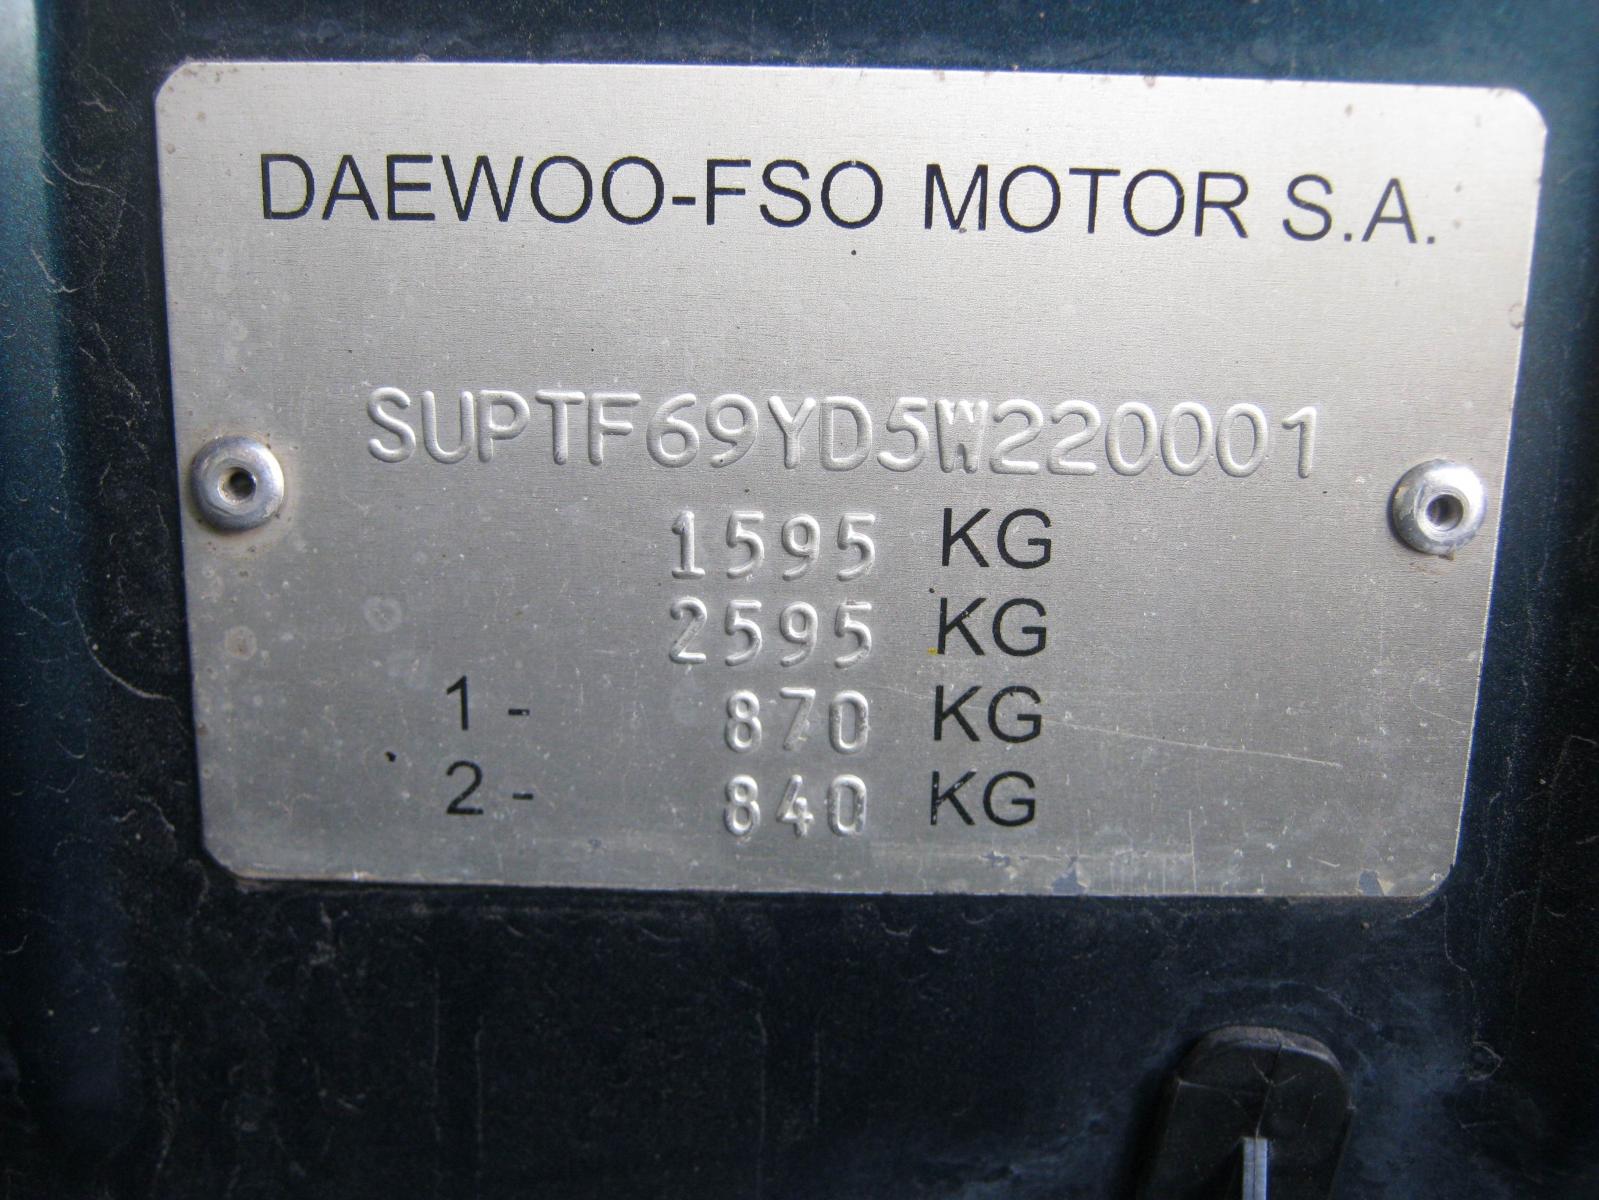 DAEWOO-FSO MOTOR S.A.
SUPTF69YD5W220001
1595 KG
2595 KG
1 - 870 KG
2 - 840 KG